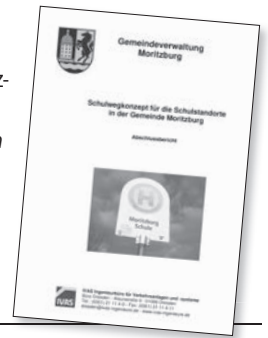 z-
n
Gemeindeverwaltung
Moritzburg
Schulwegkonzept für die Schulstandorte
in der Gemeinde Moritzburg
Abschlussbericht
H
Moritzburg
Schule
IVAS
IVAS Ingenieurbüro für Verkehrsanlagen und -systeme